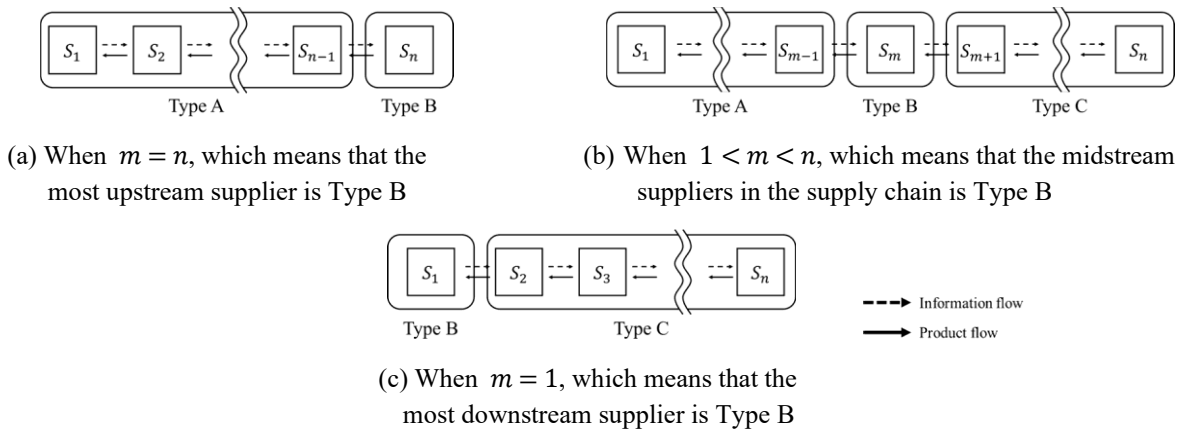 S₁ S₂ Sₙ₋₁ Sₙ
Type A Type B
(a) When m = n, which means that the
most upstream supplier is Type B
S₁ Sₘ₋₁ Sₘ Sₘ₊₁ Sₙ
Type A Type B Type C
(b) When 1 < m < n, which means that the midstream
suppliers in the supply chain is Type B
S₁ S₂ S₃ Sₙ
Type B Type C
Information flow
Product flow
(c) When m = 1, which means that the
most downstream supplier is Type B